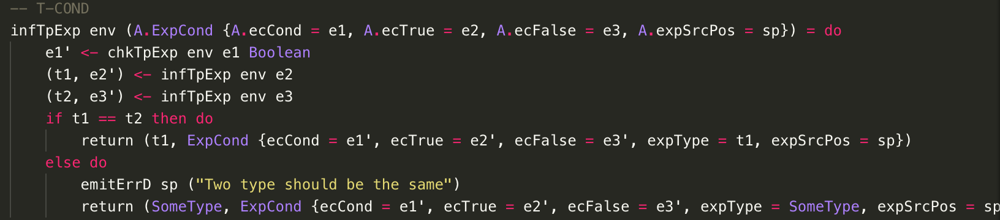 -- T-COND
infTpExp env (A.ExpCond {A.ecCond = e1, A.ecTrue = e2, A.ecFalse = e3, A.expSrcPos = sp}) = do
    e1' <- chkTpExp env e1 Boolean
    (t1, e2') <- infTpExp env e2
    (t2, e3') <- infTpExp env e3
    if t1 == t2 then do
        return (t1, ExpCond {ecCond = e1', ecTrue = e2', ecFalse = e3', expType = t1, expSrcPos = sp})
    else do
        emitErrD sp ("Two type should be the same")
        return (SomeType, ExpCond {ecCond = e1', ecTrue = e2', ecFalse = e3', expType = SomeType, expSrcPos = sp